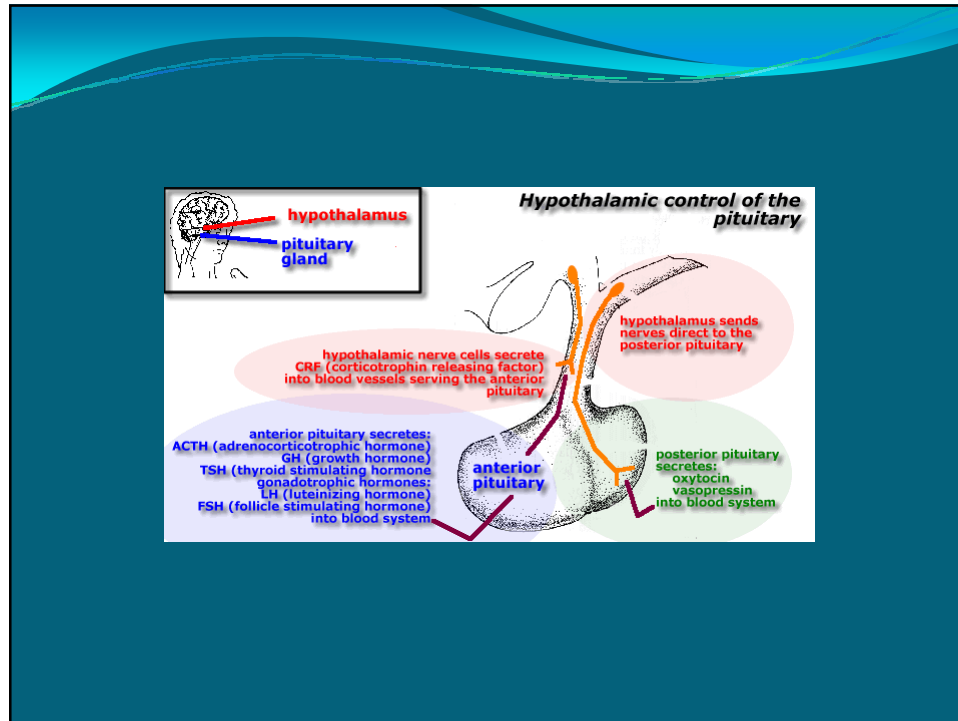 Hypothalamic control of the
pituitary
hypothalamus
pituitary
gland
hypothalamus sends
nerves direct to the
posterior pituitary
hypothalamic nerve cells secrete
CRF (corticotrophin releasing factor)
into blood vessels serving the anterior
pituitary
anterior pituitary secretes:
ACTH (adrenocorticotrophic hormone)
GH (growth hormone)
TSH (thyroid stimulating hormone
gonadotrophic hormones:
LH (luteinizing hormone)
FSH (follicle stimulating hormone)
into blood system
anterior
pituitary
posterior pituitary
secretes:
oxytocin
vasopressin
into blood system